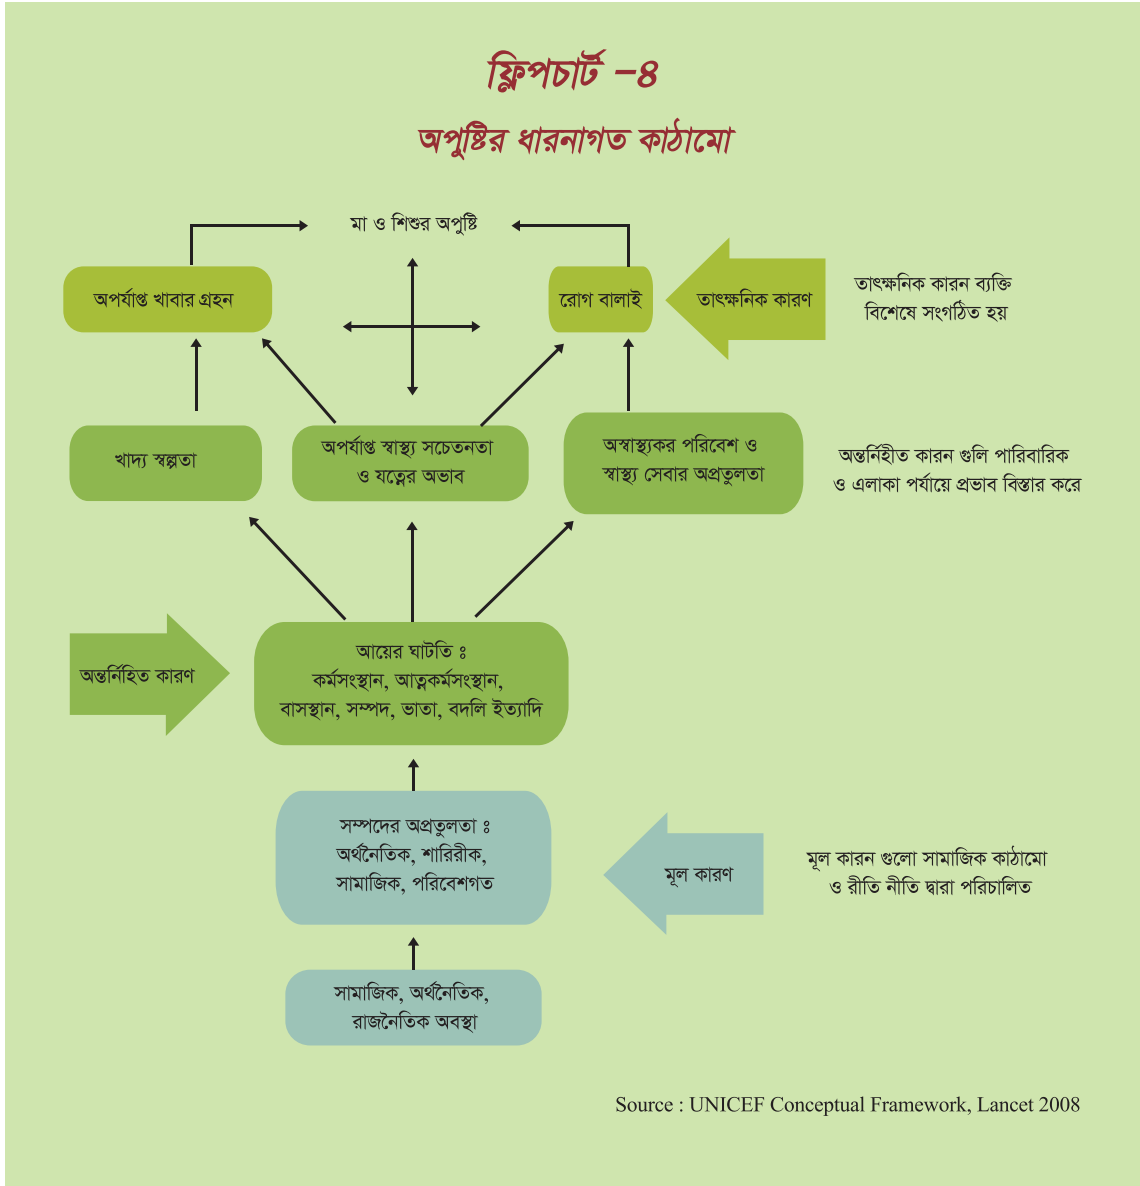 ফ্লিপচার্ট -৪
অপুষ্টির ধারনাগত কাঠামো
মা ও শিশুর অপুষ্টি
অপর্যাপ্ত খাবার গ্রহন
রোগ বালাই
তাৎক্ষনিক কারণ
তাৎক্ষনিক কারন ব্যক্তি
বিশেষে সংগঠিত হয়
খাদ্য স্বল্পতা
অপর্যাপ্ত স্বাস্থ্য সচেতনতা
ও যত্নের অভাব
অস্বাস্থ্যকর পরিবেশ ও
স্বাস্থ্য সেবার অপ্রতুলতা
অন্তর্নিহীত কারন গুলি পারিবারিক
ও এলাকা পর্যায়ে প্রভাব বিস্তার করে
অন্তর্নিহিত কারণ
আয়ের ঘাটতি ঃ
কর্মসংস্থান, আত্নকর্মসংস্থান,
বাসস্থান, সম্পদ, ভাতা, বদলি ইত্যাদি
সম্পদের অপ্রতুলতা ঃ
অর্থনৈতিক, শারিরীক,
সামাজিক, পরিবেশগত
মূল কারণ
মূল কারন গুলো সামাজিক কাঠামো
ও রীতি নীতি দ্বারা পরিচালিত
সামাজিক, অর্থনৈতিক,
রাজনৈতিক অবস্থা
Source : UNICEF Conceptual Framework, Lancet 2008